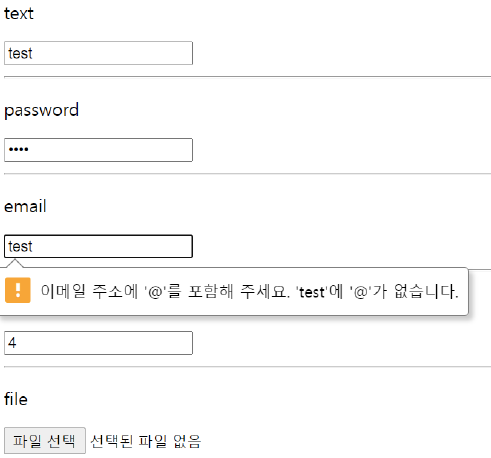 text
test
password
••••
email
test
이메일 주소에 '@'를 포함해 주세요. 'test'에 '@'가 없습니다.
4
file
파일 선택 선택된 파일 없음